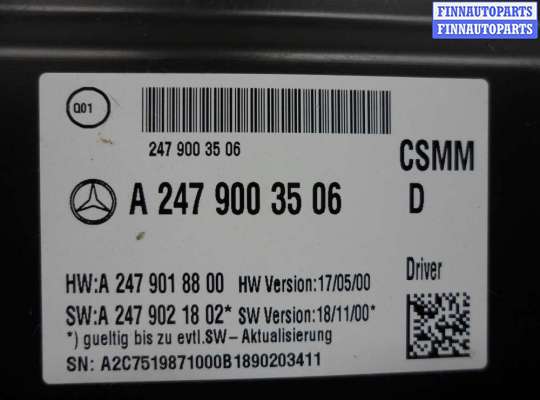 FINNAUTOPARTS
FINNAUTOPARTS
Q01
247 900 35 06
CSMM
A 247 900 35 06 D
HW:A 247 901 88 00 HW Version:17/05/00 Driver
SW:A 247 902 18 02* SW Version:18/11/00*
*) gueltig bis zu evtl.SW- Aktualisierung
SN: A2C7519871000B1890203411